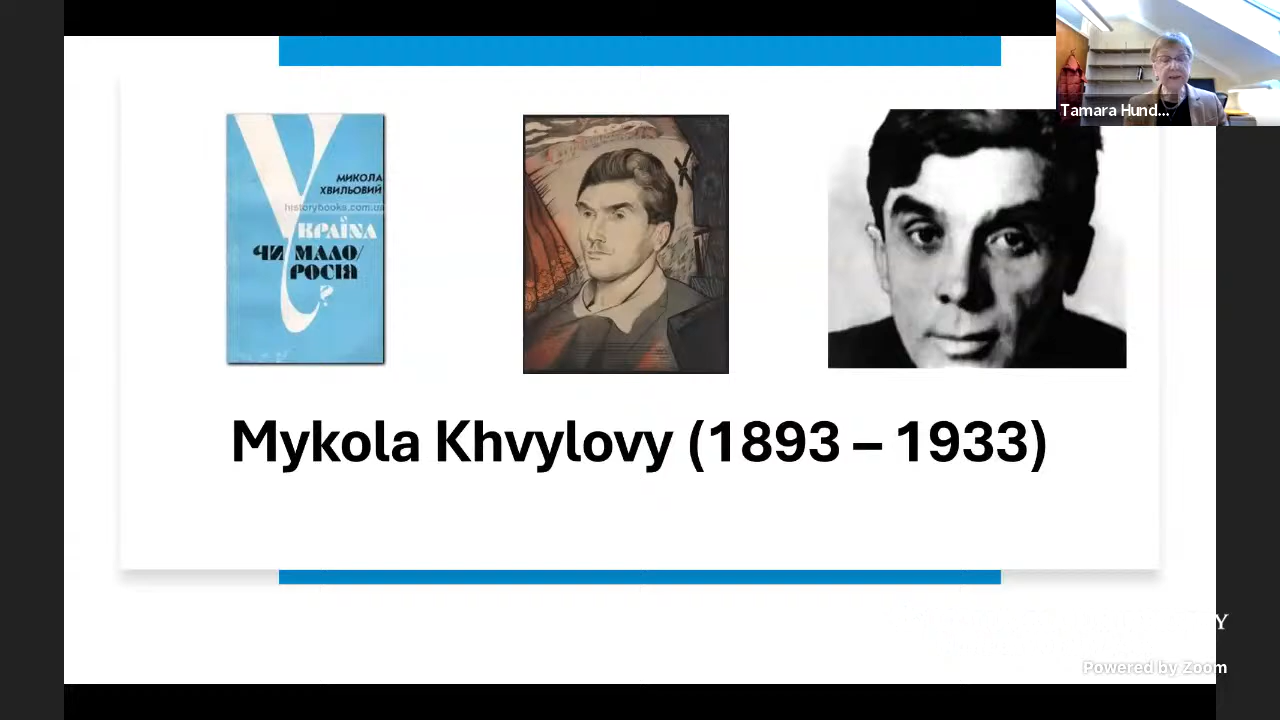 Tamara Hund...
МИКОЛА
ХВИЛЬОВИЙ
historybooks.com.ua
УКРАЇНА
ЧИ МАЛО/
РОСІЯ
?
Mykola Khvylovy (1893 – 1933)
Y
Powered by Zoom